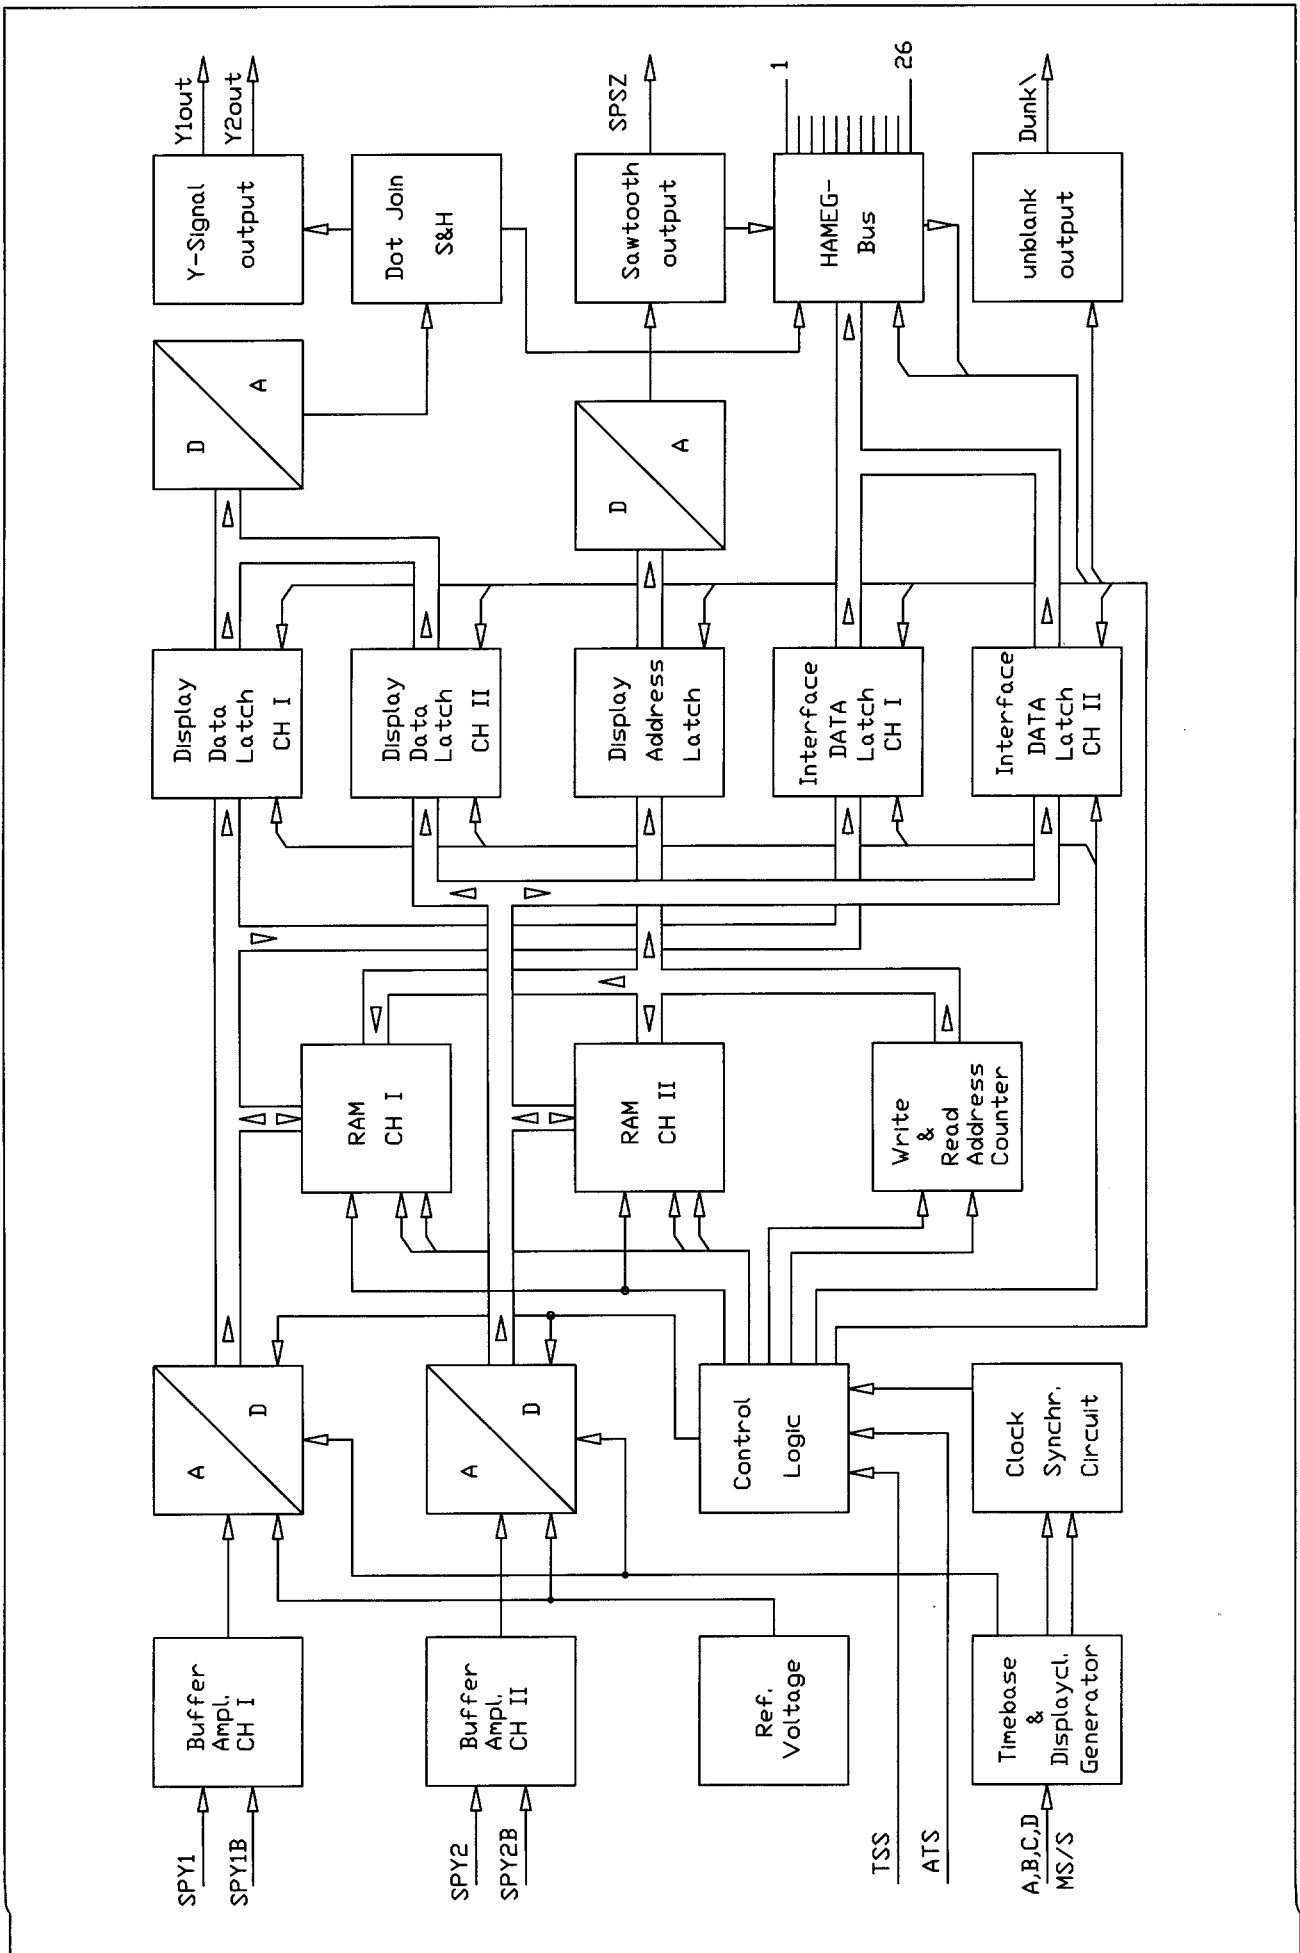 SPY1
SPY1B
Buffer
Ampl.
CH I
A
D
RAM
CH I
Display
Data
Latch
CH I
D
A
Y-Signal
output
Y1out
Y2out
SPY2
SPY2B
Buffer
Ampl.
CH II
A
D
RAM
CH II
Display
Data
Latch
CH II
Dot Join
S&H
Ref.
Voltage
Control
Logic
Display
Address
Latch
D
A
Sawtooth
output
SPSZ
TSS
ATS
Write
&
Read
Address
Counter
Interface
DATA
Latch
CH I
HAMEG-
Bus
1
26
A,B,C,D
MS/S
Timebase
&
Displaycl.
Generator
Clock
Synchr.
Circuit
Interface
DATA
Latch
CH II
unblank
output
Dunk\